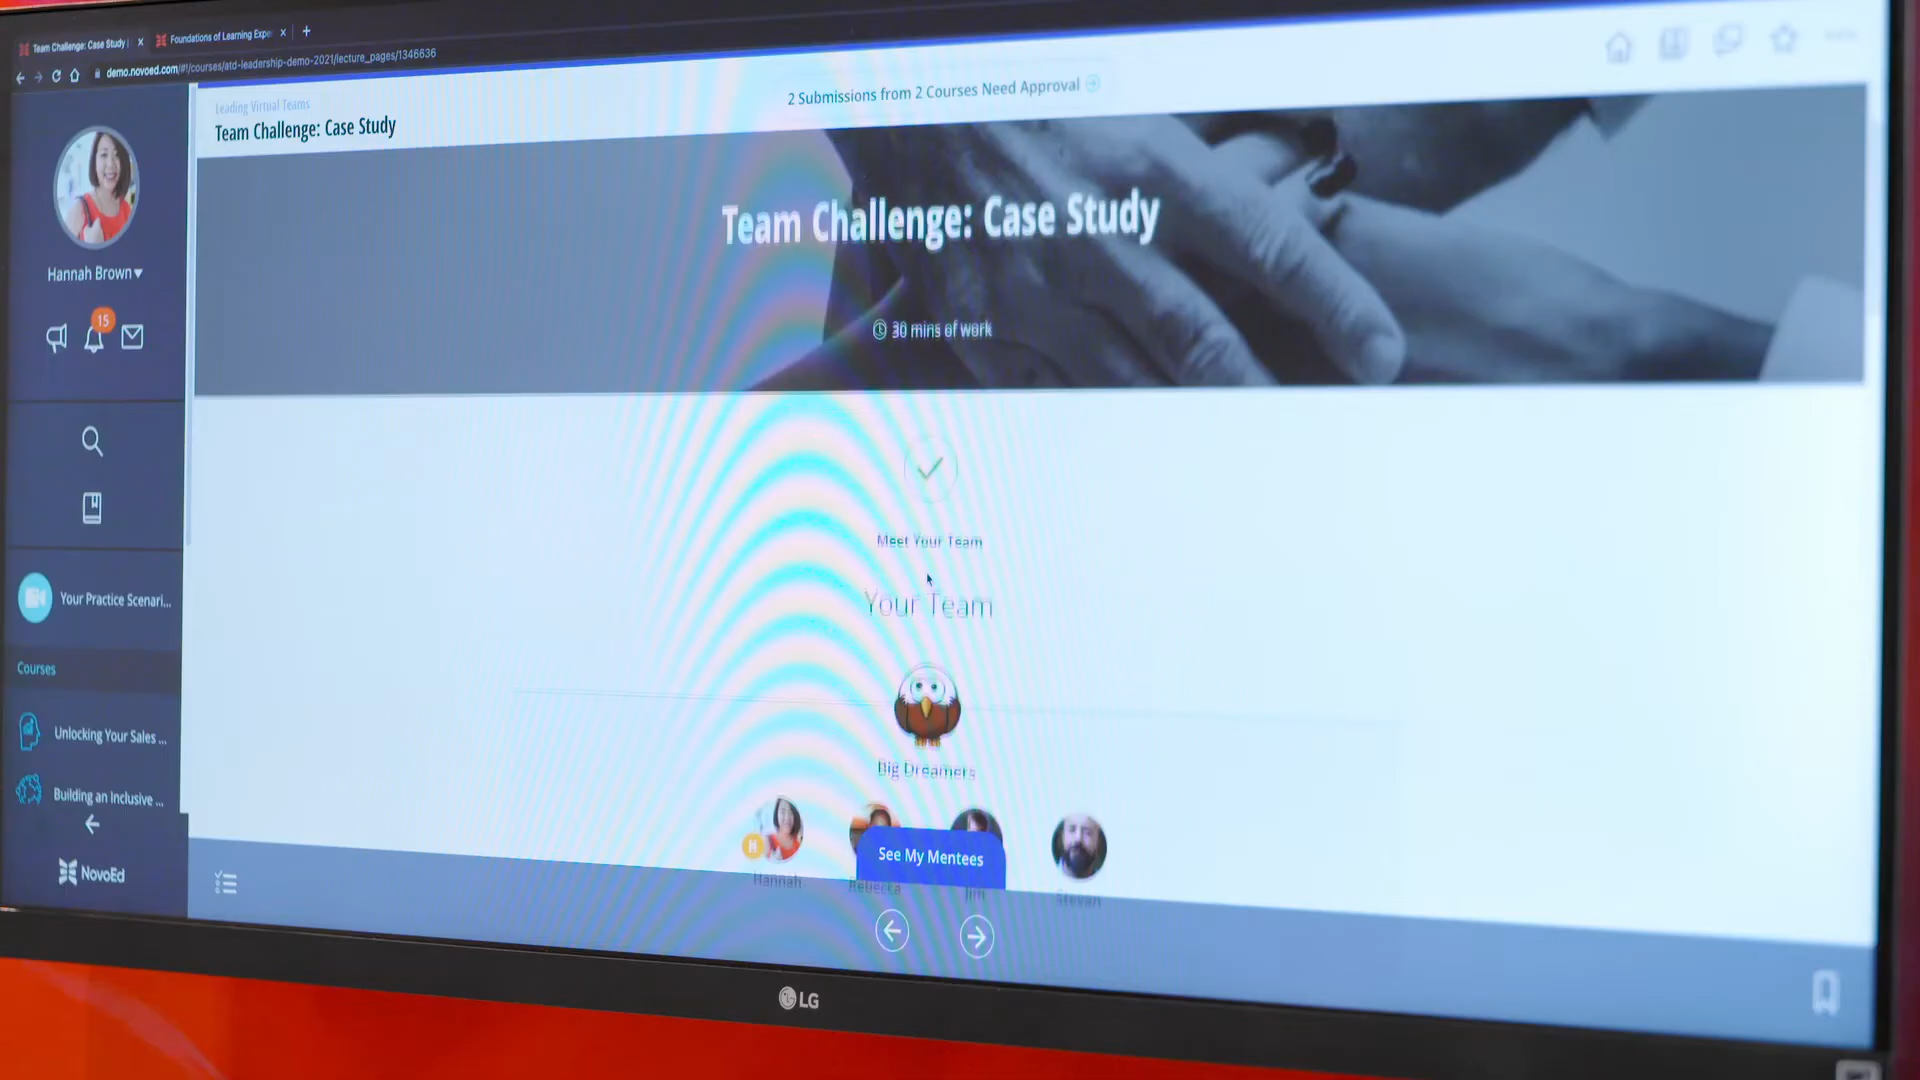 Team Challenge: Case Study |
Foundations of Learning Expe
demo.novoed.com/#!/courses/atd-leadership-demo-2021/lecture_pages/1346636
Leading Virtual Teams
Team Challenge: Case Study
2 Submissions from 2 Courses Need Approval
Hannah Brown
15
Team Challenge: Case Study
30 mins of work
Meet Your Team
Your Team
Your Practice Scenari...
Courses
Unlocking Your Sales ...
Building an Inclusive ...
Big Dreamers
H
See My Mentees
Hannah
Rebecca
Jim
Stevan
NovoEd
LG